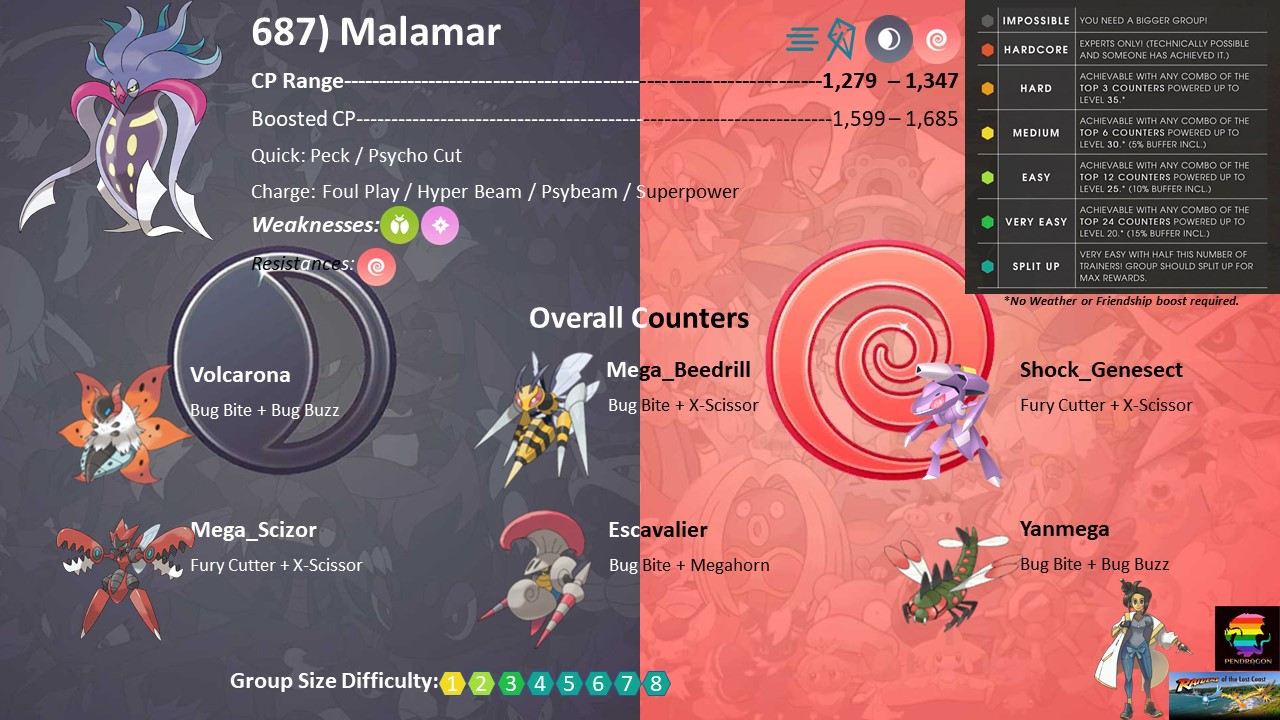 687) Malamar
CP Range--------------------------------------------------------------------1,279 – 1,347
Boosted CP--------------------------------------------------------------------1,599 – 1,685
Quick: Peck / Psycho Cut
Charge: Foul Play / Hyper Beam / Psybeam / Superpower
Weaknesses:
Resistances:
IMPOSSIBLE YOU NEED A BIGGER GROUP!
HARDCORE EXPERTS ONLY! (TECHNICALLY POSSIBLE
AND SOMEONE HAS ACHIEVED IT.)
HARD ACHIEVABLE WITH ANY COMBO OF THE
TOP 3 COUNTERS POWERED UP TO
LEVEL 35.*
MEDIUM ACHIEVABLE WITH ANY COMBO OF THE
TOP 6 COUNTERS POWERED UP TO
LEVEL 30.* (5% BUFFER INCL.)
EASY ACHIEVABLE WITH ANY COMBO OF THE
TOP 12 COUNTERS POWERED UP TO
LEVEL 25.* (10% BUFFER INCL.)
VERY EASY ACHIEVABLE WITH ANY COMBO OF THE
TOP 24 COUNTERS POWERED UP TO
LEVEL 20.* (15% BUFFER INCL.)
SPLIT UP VERY EASY WITH HALF THIS NUMBER OF
TRAINERS! GROUP SHOULD SPLIT UP FOR
MAX REWARDS.
*No Weather or Friendship boost required.
Overall Counters
Volcarona
Bug Bite + Bug Buzz
Mega_Beedrill
Bug Bite + X-Scissor
Shock_Genesect
Fury Cutter + X-Scissor
Mega_Scizor
Fury Cutter + X-Scissor
Escavalier
Bug Bite + Megahorn
Yanmega
Bug Bite + Bug Buzz
Group Size Difficulty: 1 2 3 4 5 6 7 8
PENDRAGON
RAIDERS of the Lost Coast